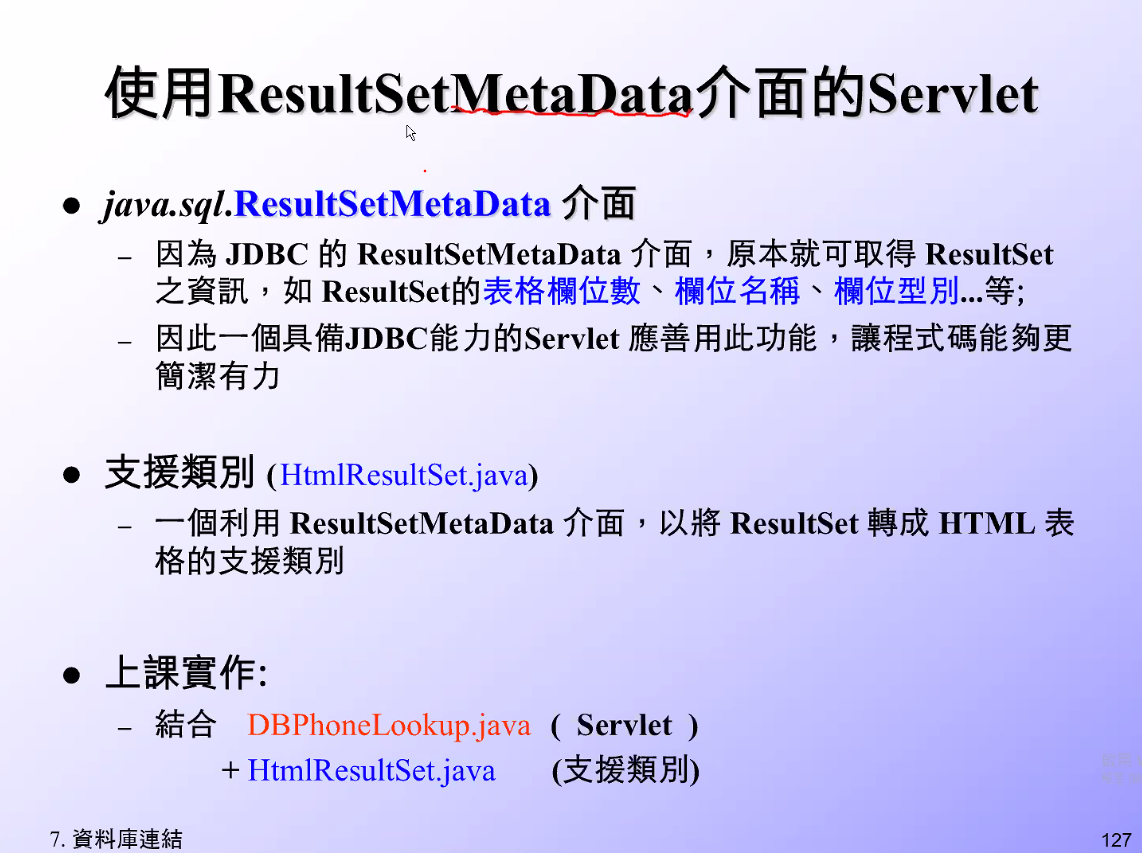 使用ResultSetMetaData介面的Servlet
● java.sql.ResultSetMetaData 介面
– 因為 JDBC 的 ResultSetMetaData 介面，原本就可取得 ResultSet
之資訊，如 ResultSet的表格欄位數、欄位名稱、欄位型別...等;
– 因此一個具備JDBC能力的Servlet 應善用此功能，讓程式碼能夠更
簡潔有力
● 支援類別 (HtmlResultSet.java)
– 一個利用 ResultSetMetaData 介面，以將 ResultSet 轉成 HTML 表
格的支援類別
● 上課實作:
– 結合 DBPhoneLookup.java ( Servlet )
+ HtmlResultSet.java (支援類別)
7. 資料庫連結
127